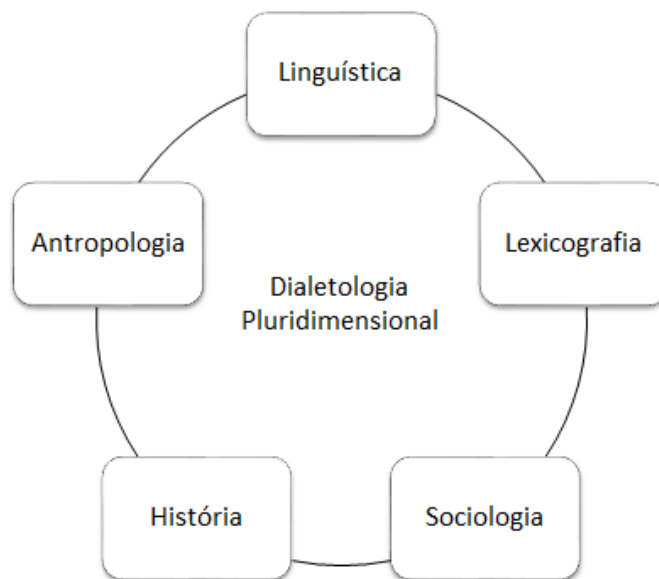 Linguística
Antropologia
Lexicografia
Dialetologia
Pluridimensional
História
Sociologia